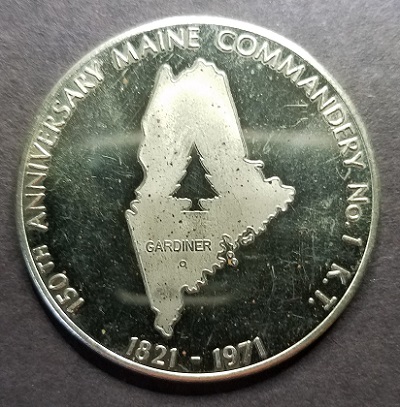 150TH ANNIVERSARY MAINE COMMANDERY No 1 K.T.
GARDINER
1821 - 1971